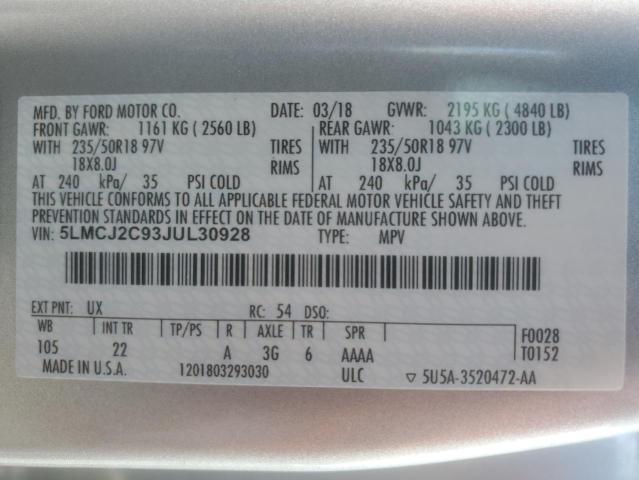 MFD. BY FORD MOTOR CO. DATE: 03/18 GVWR: 2195 KG ( 4840 LB)
FRONT GAWR: 1161 KG ( 2560 LB) REAR GAWR: 1043 KG ( 2300 LB)
WITH 235/50R18 97V TIRES WITH 235/50R18 97V TIRES
18X8.0J RIMS 18X8.0J RIMS
AT 240 kPa/ 35 PSI COLD AT 240 kPa/ 35 PSI COLD
THIS VEHICLE CONFORMS TO ALL APPLICABLE FEDERAL MOTOR VEHICLE SAFETY AND THEFT
PREVENTION STANDARDS IN EFFECT ON THE DATE OF MANUFACTURE SHOWN ABOVE.
VIN: 5LMCJ2C93JUL30928 TYPE: MPV
EXT PNT: UX RC: 54 DSO:
WB INT TR TP/PS R AXLE TR SPR F0028
105 22 A 3G 6 AAAA T0152
MADE IN U.S.A. 1201803293030 ULC ▽ 5U5A-3520472-AA